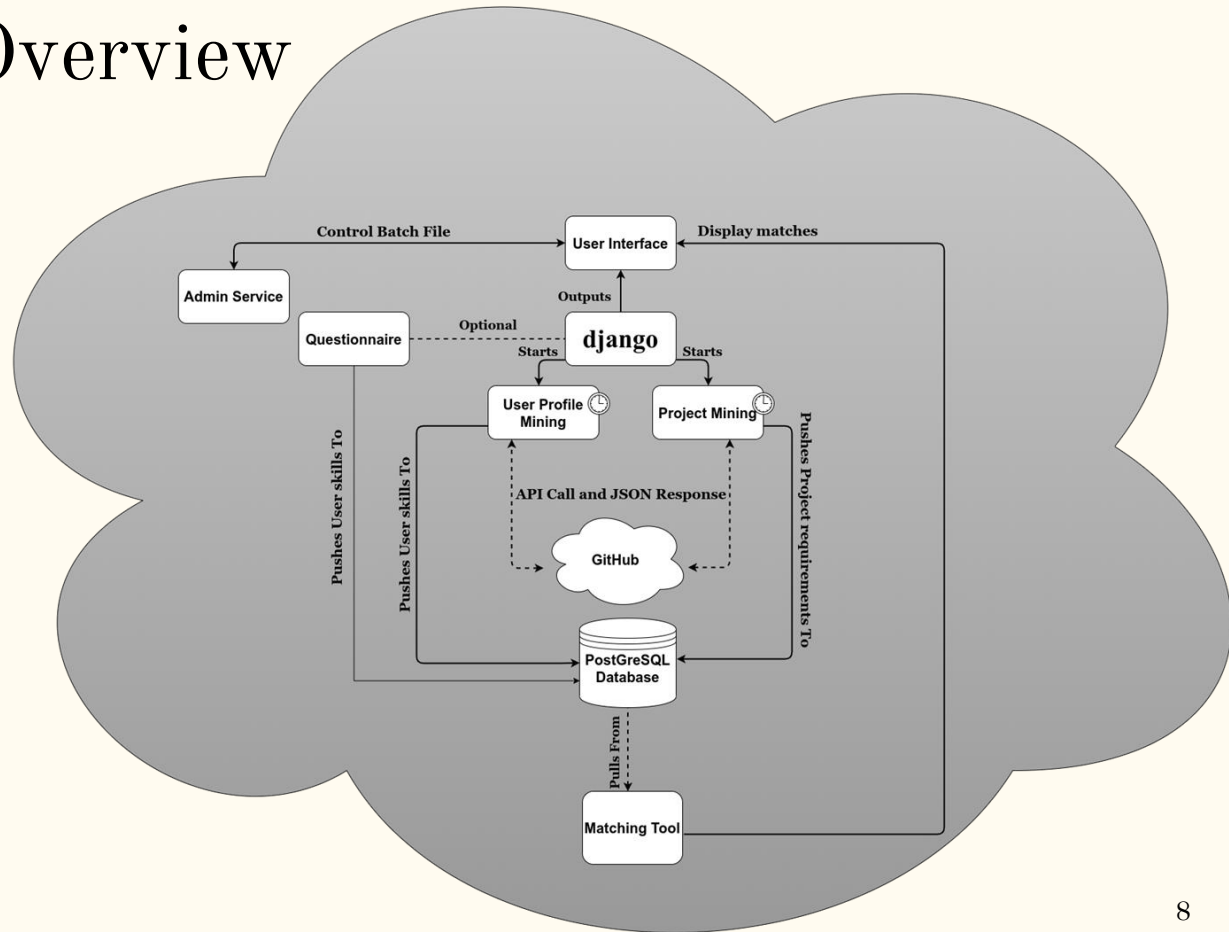 Overview
Control Batch File
User Interface
Display matches
Admin Service
Outputs
Questionnaire
Optional
django
Starts
Starts
User Profile
Mining
Project Mining
Pushes User skills To
Pushes User skills To
Pushes Project requirements To
API Call and JSON Response
GitHub
PostGreSQL
Database
Pulls From
Matching Tool
8